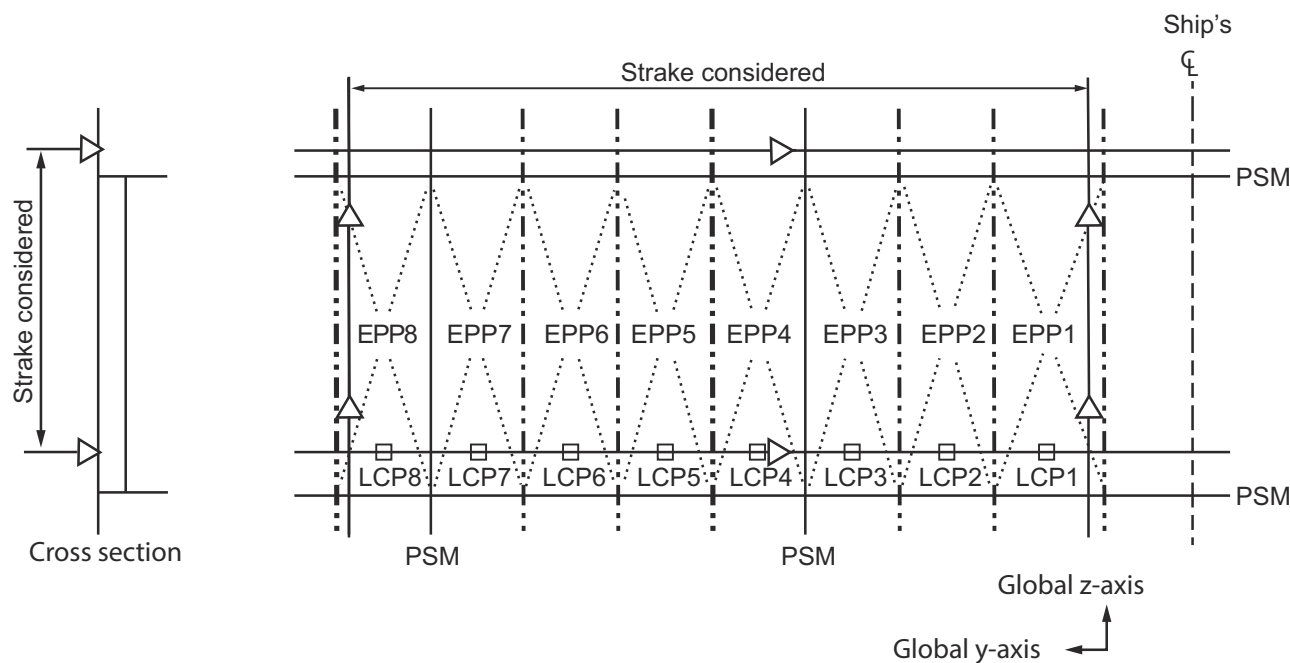 Ship's
℄
Strake considered
Strake considered
PSM
EPP8 EPP7 EPP6 EPP5 EPP4 EPP3 EPP2 EPP1
LCP8 LCP7 LCP6 LCP5 LCP4 LCP3 LCP2 LCP1
PSM
Cross section
PSM PSM
Global z-axis
Global y-axis